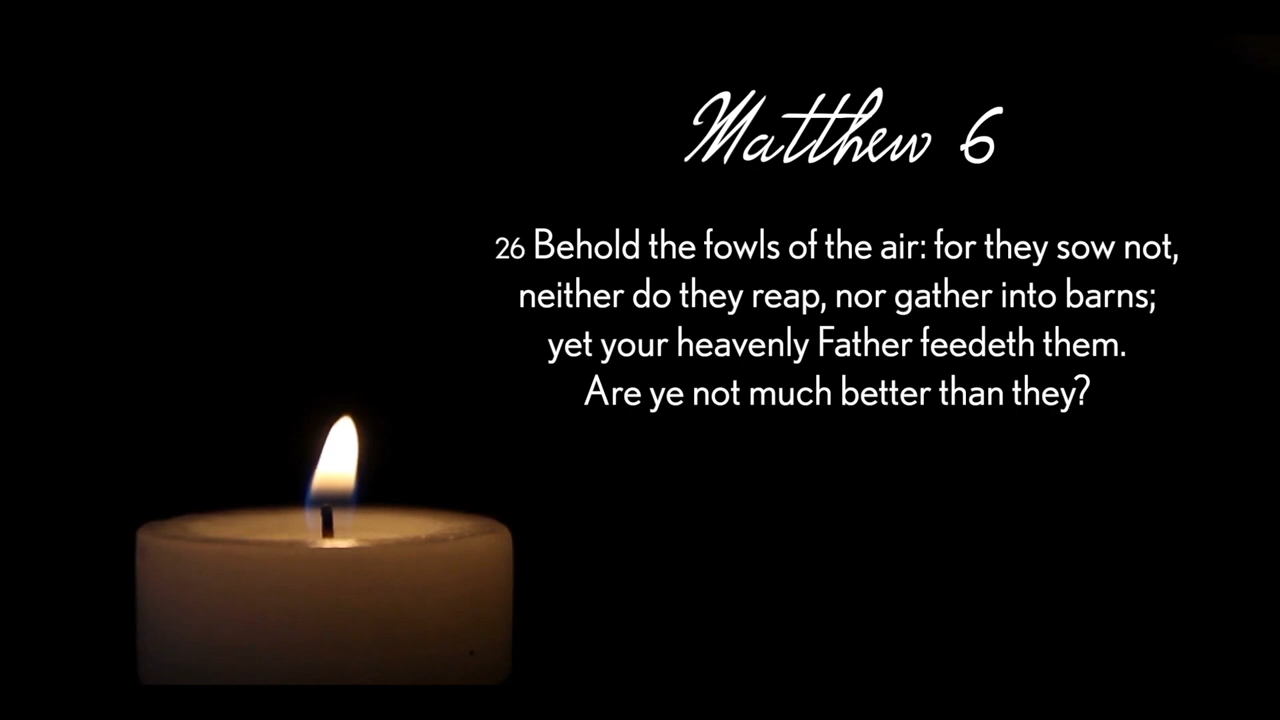 Matthew 6
26 Behold the fowls of the air: for they sow not,
neither do they reap, nor gather into barns;
yet your heavenly Father feedeth them.
Are ye not much better than they?